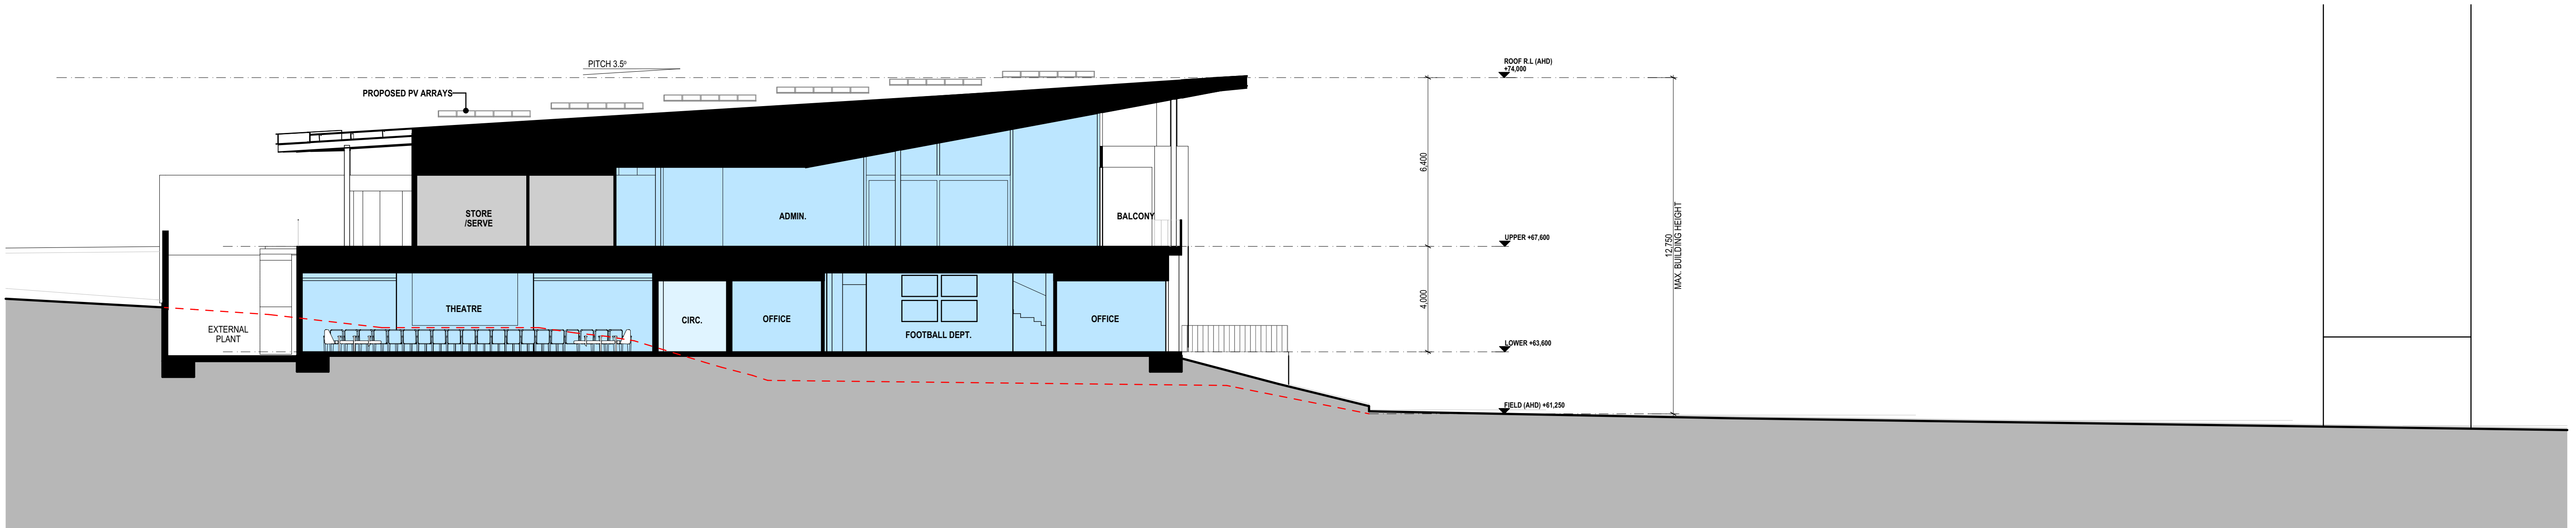 PITCH 3.5º
ROOF R.L (AHD)
+74,000
PROPOSED PV ARRAYS
6,400
STORE
/SERVE
ADMIN.
BALCONY
12,750
MAX. BUILDING HEIGHT
UPPER +67,600
THEATRE
EXTERNAL
PLANT
CIRC.
OFFICE
FOOTBALL DEPT.
OFFICE
4,000
LOWER +63,600
FIELD (AHD) +61,250